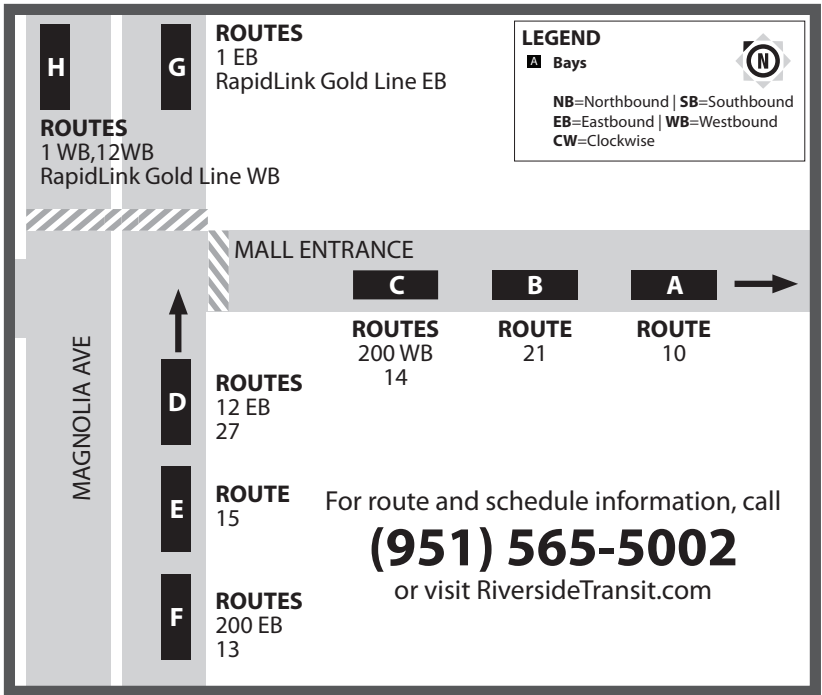 H
G
ROUTES
1 EB
RapidLink Gold Line EB
LEGEND
A Bays
N
NB=Northbound | SB=Southbound
EB=Eastbound | WB=Westbound
CW=Clockwise
ROUTES
1 WB,12WB
RapidLink Gold Line WB
MALL ENTRANCE
C
B
A
ROUTES
200 WB
14
ROUTE
21
ROUTE
10
MAGNOLIA AVE
D
ROUTES
12 EB
27
E
ROUTE
15
F
ROUTES
200 EB
13
For route and schedule information, call
(951) 565-5002
or visit RiversideTransit.com